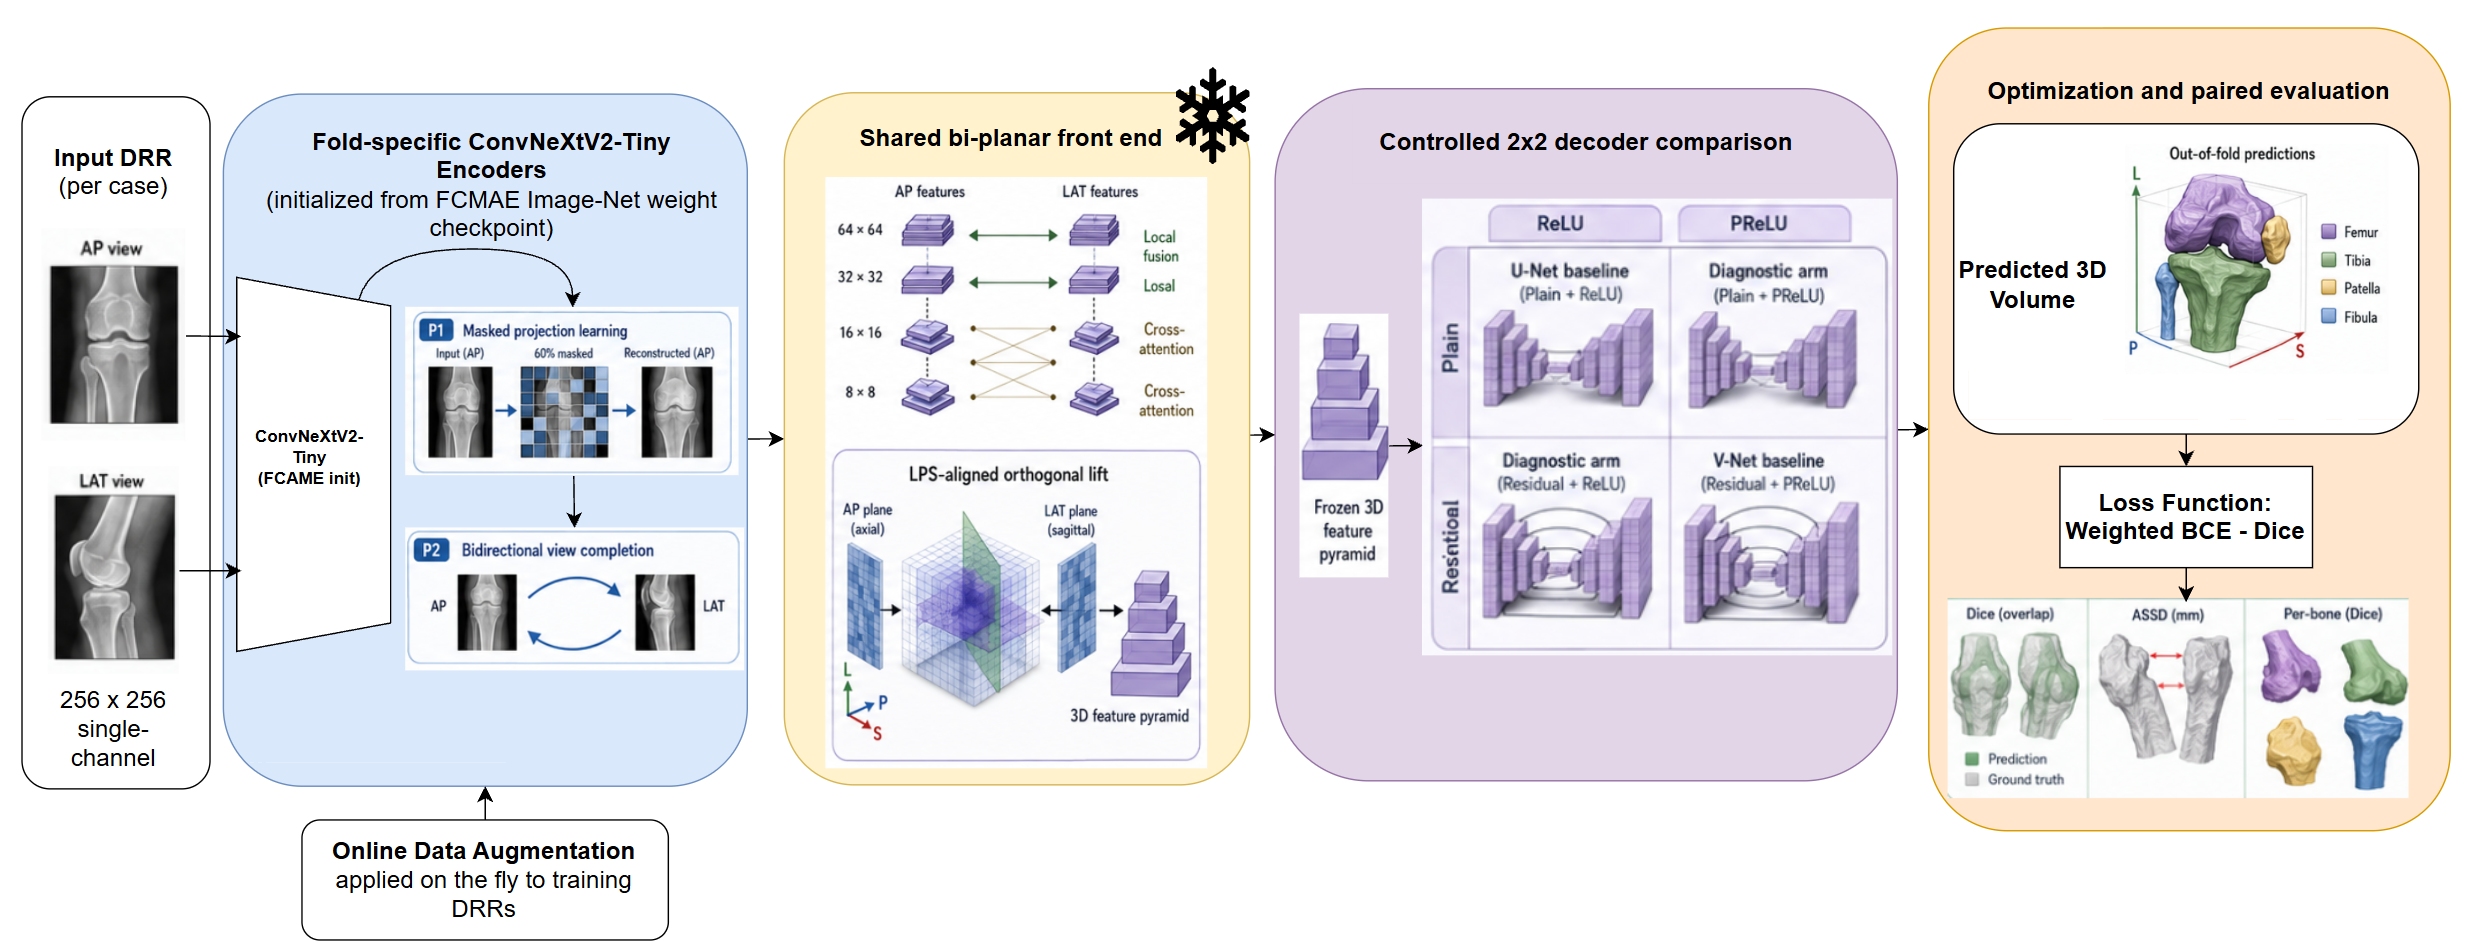 Input DRR
(per case)
AP view
LAT view
256 x 256
single-
channel
Fold-specific ConvNeXtV2-Tiny
Encoders
(initialized from FCMAE Image-Net weight
checkpoint)
ConvNeXtV2-
Tiny
(FCAME init)
P1 Masked projection learning
Input (AP) 60% masked Reconstructed (AP)
P2 Bidirectional view completion
AP LAT
Online Data Augmentation
applied on the fly to training
DRRs
Shared bi-planar front end
AP features LAT features
64 × 64
Local
fusion
32 × 32
Losal
16 × 16
Cross-
attention
8 × 8
Cross-
attention
LPS-aligned orthogonal lift
AP plane
(axial)
LAT plane
(sagittal)
L
P
S
3D feature pyramid
Controlled 2x2 decoder comparison
Frozen 3D
feature
pyramid
ReLU PReLU
Plain
U-Net baseline
(Plain + ReLU)
Diagnostic arm
(Plain + PReLU)
Diagnostic arm
(Residual + ReLU)
V-Net baseline
(Residual + PReLU)
Optimization and paired evaluation
Predicted 3D
Volume
Out-of-fold predictions
L
P
S
Femur
Tibia
Patella
Fibula
Loss Function:
Weighted BCE - Dice
Dice (overlap) ASSD (mm) Per-bone (Dice)
Prediction
Ground truth